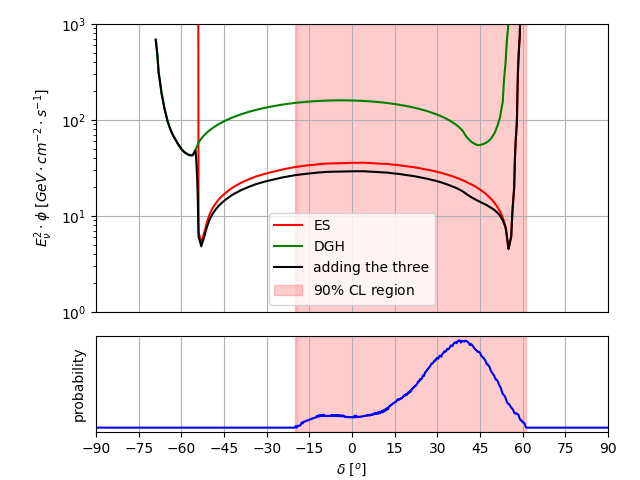 10³
10²
10¹
10⁰
E²ᵥ · ϕ [GeV · cm⁻² · s⁻¹]
ES
DGH
adding the three
90% CL region
probability
−90 −75 −60 −45 −30 −15 0 15 30 45 60 75 90
δ [ᵒ]